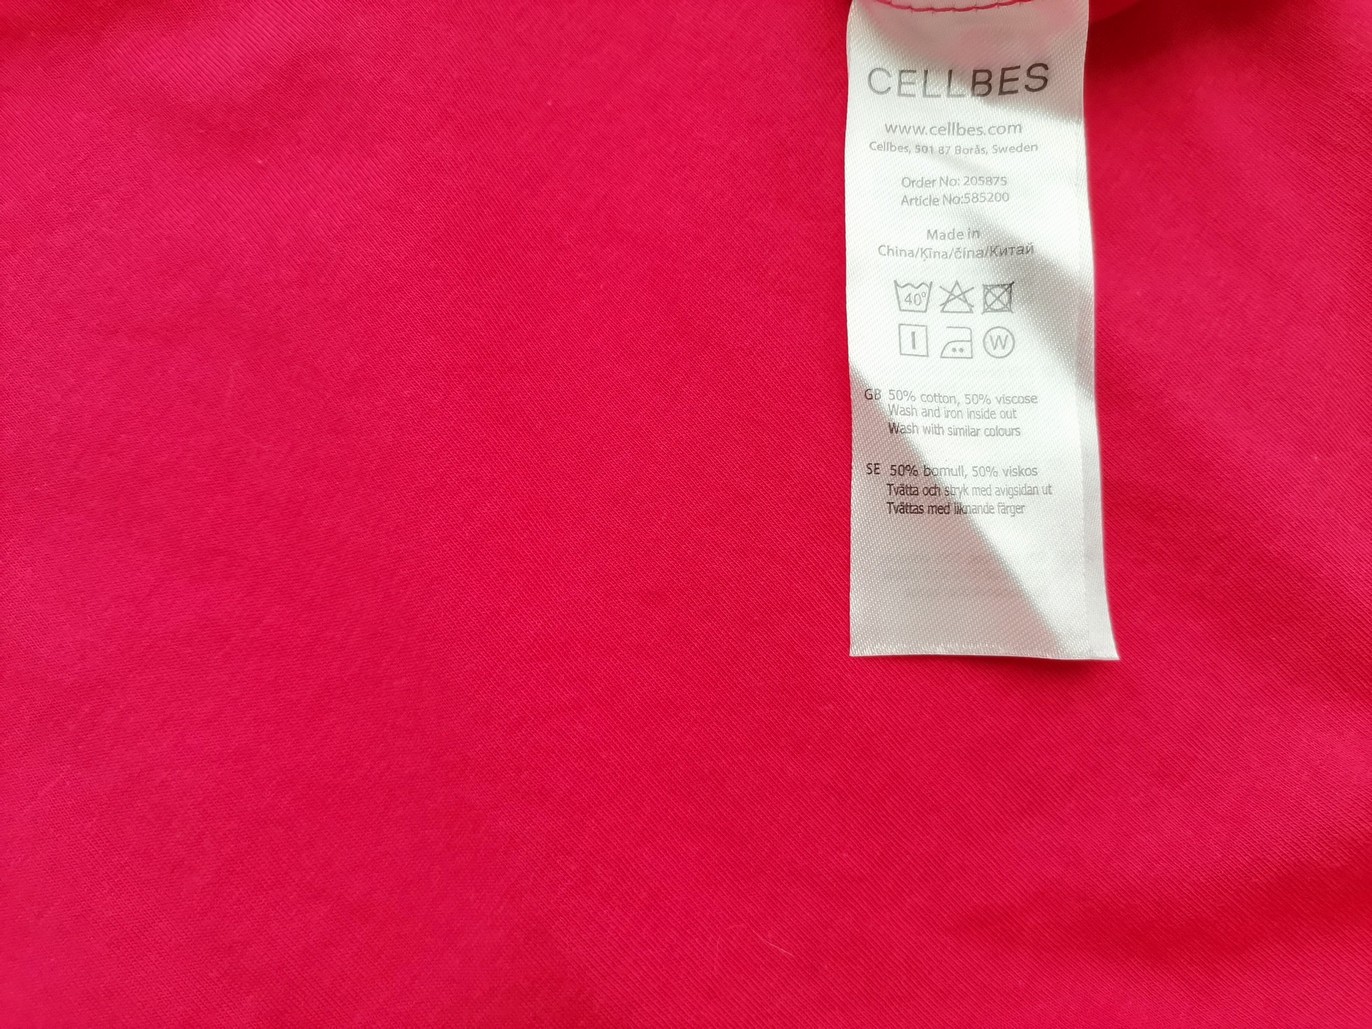 CELLBES
www.cellbes.com
Cellbes, 501 87 Borås, Sweden
Order No: 205875
Article No:585200
Made in
China/Ķīna/čína/Китай
40°
I
W
GB 50% cotton, 50% viscose
Wash and iron inside out
Wash with similar colours
SE 50% bomull, 50% viskos
Tvätta och stryk med avigsidan ut
Tvättas med liknande färger